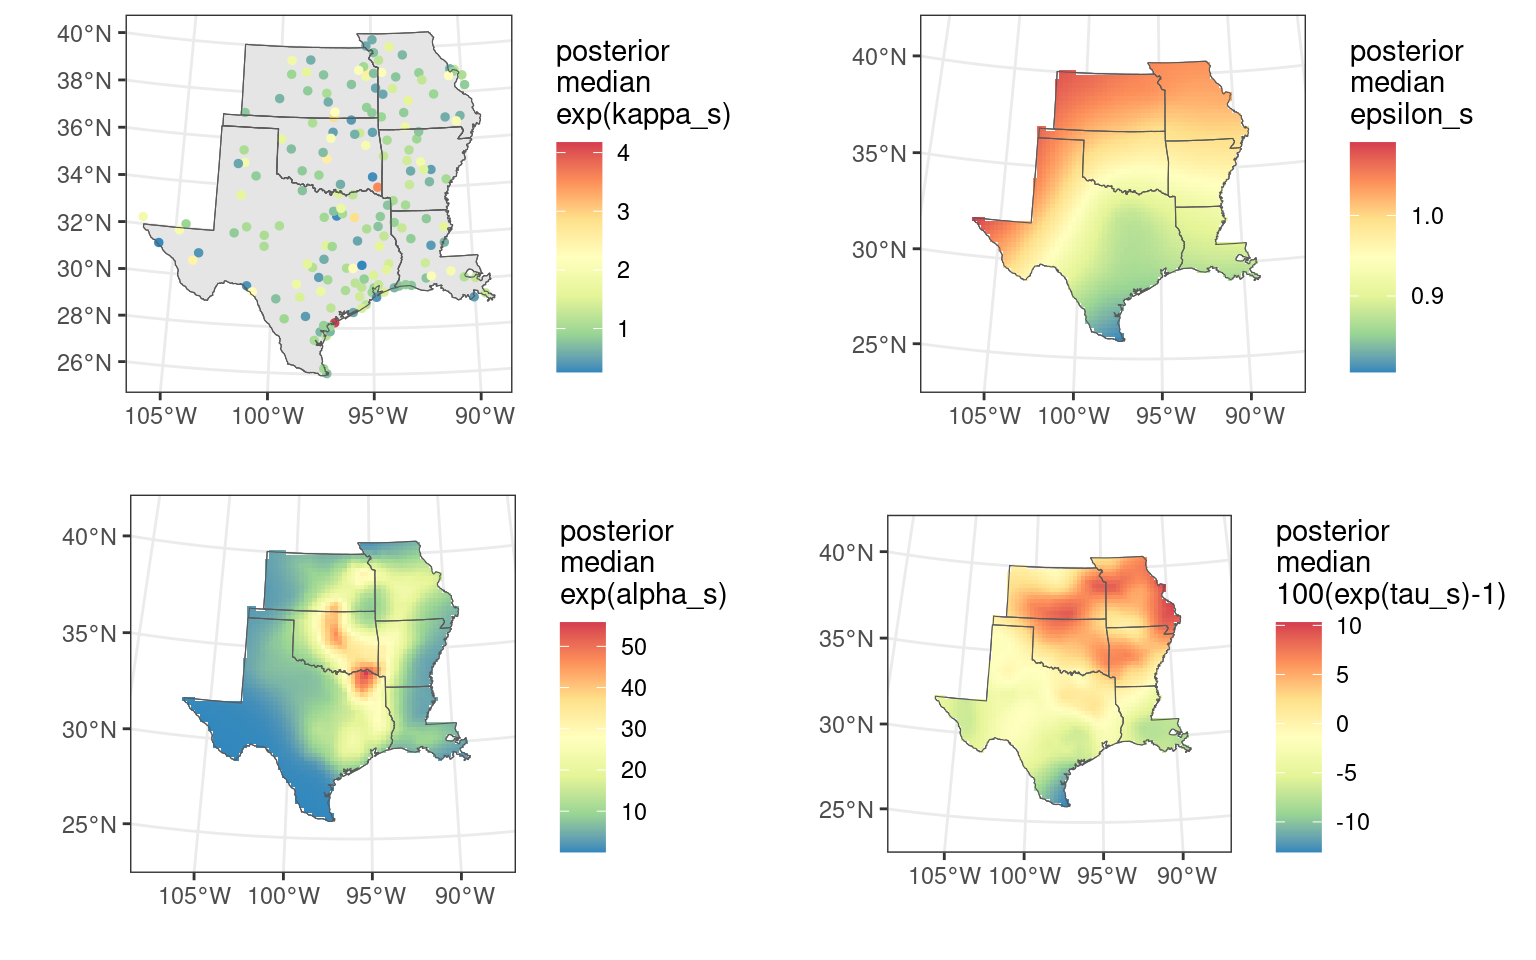 posterior
median
exp(kappa_s)
40°N
38°N
36°N
34°N
32°N
30°N
28°N
26°N
105°W 100°W 95°W 90°W
4
3
2
1
posterior
median
epsilon_s
40°N
35°N
30°N
25°N
105°W 100°W 95°W 90°W
1.0
0.9
posterior
median
exp(alpha_s)
40°N
35°N
30°N
25°N
105°W 100°W 95°W 90°W
50
40
30
20
10
posterior
median
100(exp(tau_s)-1)
40°N
35°N
30°N
25°N
105°W 100°W 95°W 90°W
10
5
0
-5
-10